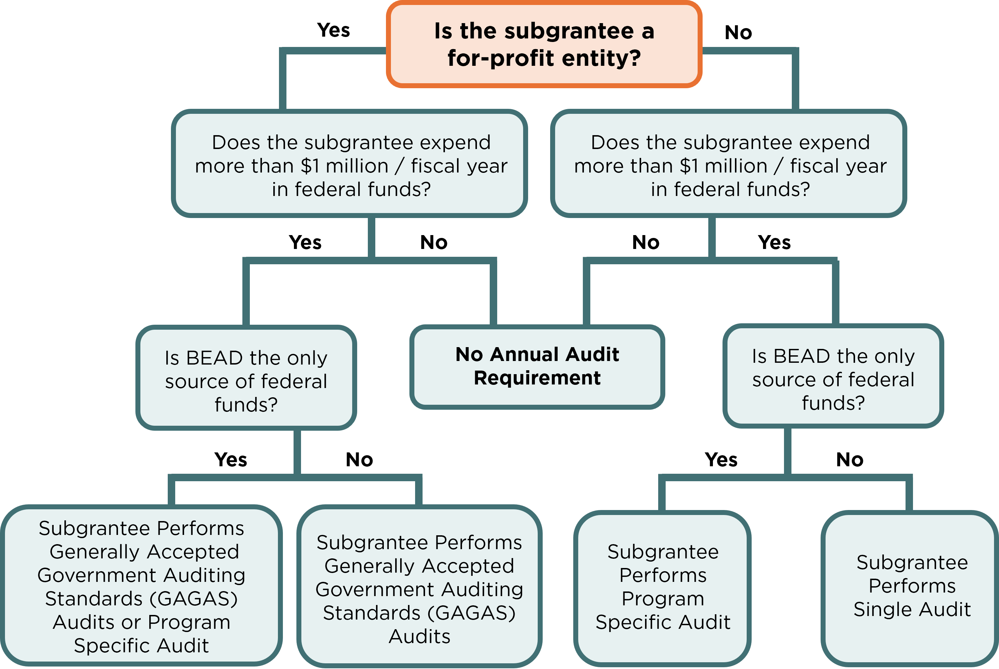 Yes
Is the subgrantee a
for-profit entity?
No
Does the subgrantee expend
more than $1 million / fiscal year
in federal funds?
Does the subgrantee expend
more than $1 million / fiscal year
in federal funds?
Yes
No
No
Yes
Is BEAD the only
source of federal
funds?
No Annual Audit
Requirement
Is BEAD the only
source of federal
funds?
Yes
No
Yes
No
Subgrantee Performs
Generally Accepted
Government Auditing
Standards (GAGAS)
Audits or Program
Specific Audit
Subgrantee Performs
Generally Accepted
Government Auditing
Standards (GAGAS)
Audits
Subgrantee
Performs
Program
Specific Audit
Subgrantee
Performs
Single Audit